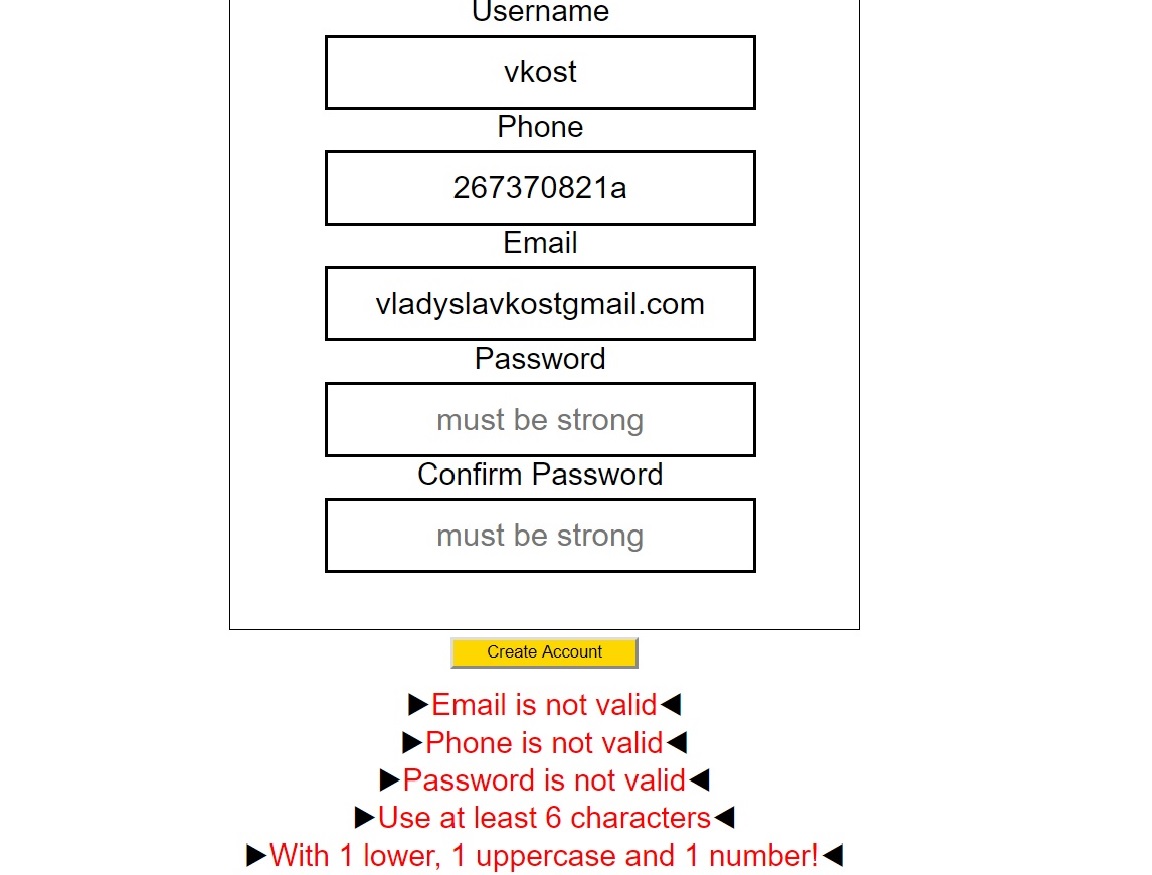 Username
vkost
Phone
267370821a
Email
vladyslavkostgmail.com
Password
must be strong
Confirm Password
must be strong
Create Account
▶Email is not valid◀
▶Phone is not valid◀
▶Password is not valid◀
▶Use at least 6 characters◀
▶With 1 lower, 1 uppercase and 1 number!◀